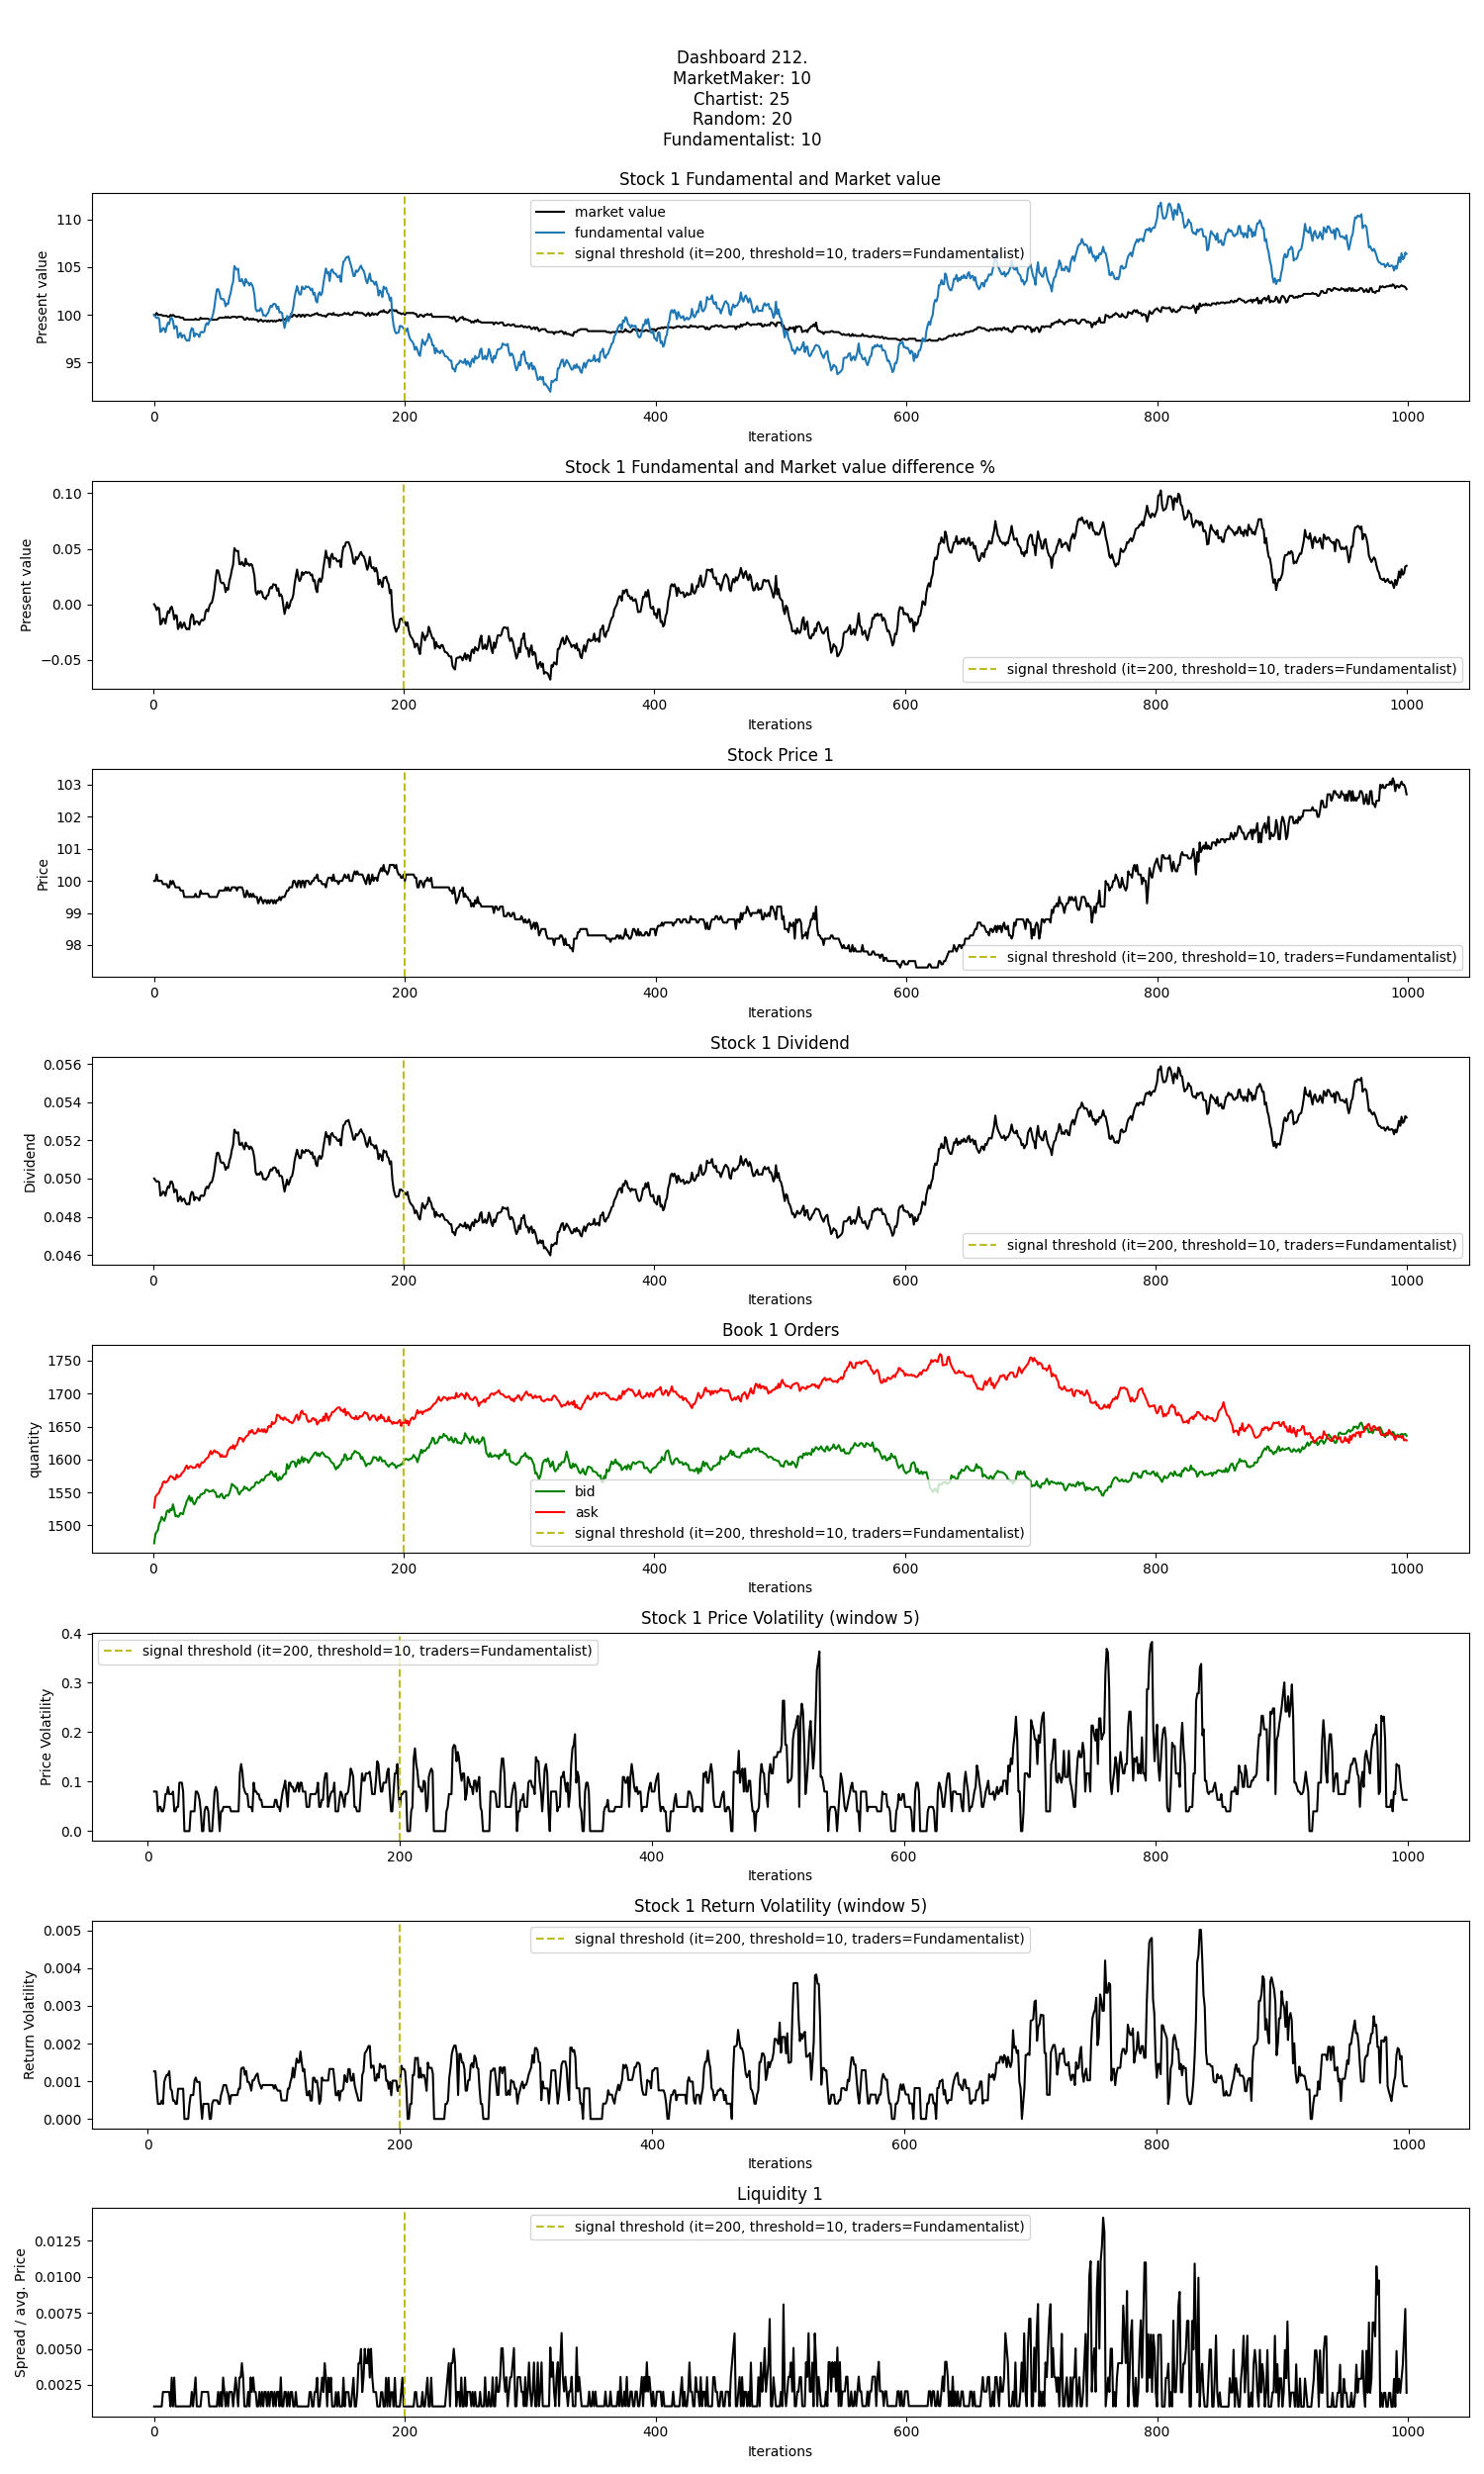 Dashboard 212.
MarketMaker: 10
Chartist: 25
Random: 20
Fundamentalist: 10
Stock 1 Fundamental and Market value
Present value
110
105
100
95
market value
fundamental value
signal threshold (it=200, threshold=10, traders=Fundamentalist)
0 200 400 600 800 1000
Iterations
Stock 1 Fundamental and Market value difference %
Present value
0.10
0.05
0.00
−0.05
signal threshold (it=200, threshold=10, traders=Fundamentalist)
0 200 400 600 800 1000
Iterations
Stock Price 1
Price
103
102
101
100
99
98
signal threshold (it=200, threshold=10, traders=Fundamentalist)
0 200 400 600 800 1000
Iterations
Stock 1 Dividend
Dividend
0.056
0.054
0.052
0.050
0.048
0.046
signal threshold (it=200, threshold=10, traders=Fundamentalist)
0 200 400 600 800 1000
Iterations
Book 1 Orders
quantity
1750
1700
1650
1600
1550
1500
bid
ask
signal threshold (it=200, threshold=10, traders=Fundamentalist)
0 200 400 600 800 1000
Iterations
Stock 1 Price Volatility (window 5)
Price Volatility
0.4
0.3
0.2
0.1
0.0
signal threshold (it=200, threshold=10, traders=Fundamentalist)
0 200 400 600 800 1000
Iterations
Stock 1 Return Volatility (window 5)
Return Volatility
0.005
0.004
0.003
0.002
0.001
0.000
signal threshold (it=200, threshold=10, traders=Fundamentalist)
0 200 400 600 800 1000
Iterations
Liquidity 1
Spread / avg. Price
0.0125
0.0100
0.0075
0.0050
0.0025
signal threshold (it=200, threshold=10, traders=Fundamentalist)
0 200 400 600 800 1000
Iterations